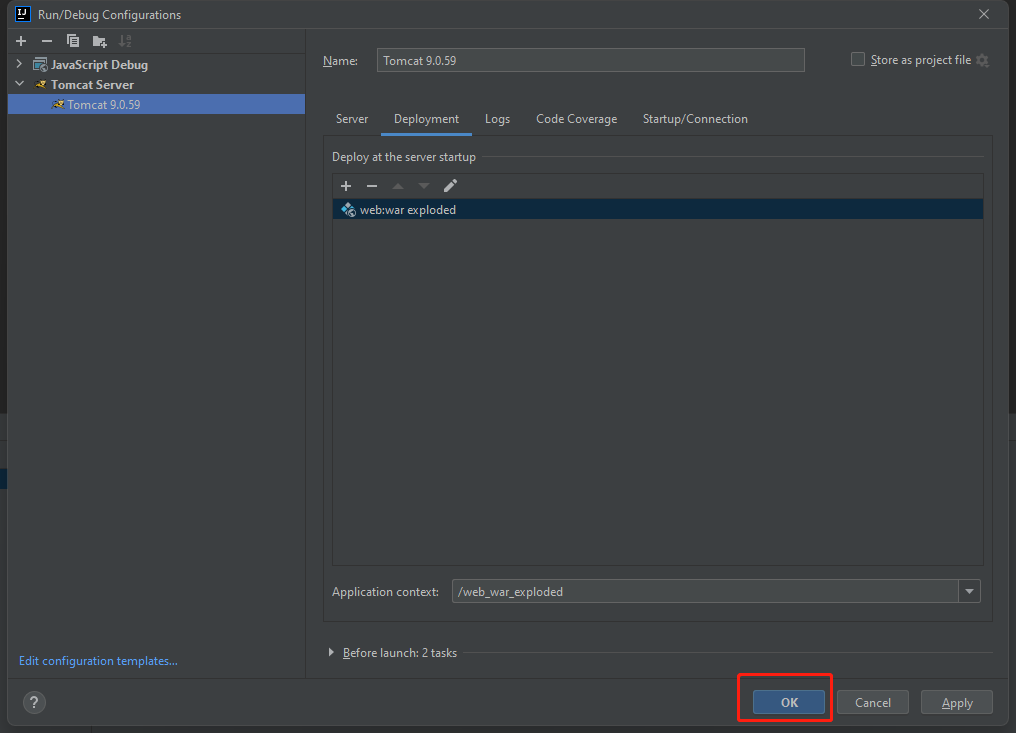 Run/Debug Configurations
JavaScript Debug
Tomcat Server
Tomcat 9.0.59
Name: Tomcat 9.0.59
Store as project file
Server Deployment Logs Code Coverage Startup/Connection
Deploy at the server startup
web:war exploded
Application context: /web_war_exploded
Before launch: 2 tasks
Edit configuration templates...
? OK Cancel Apply